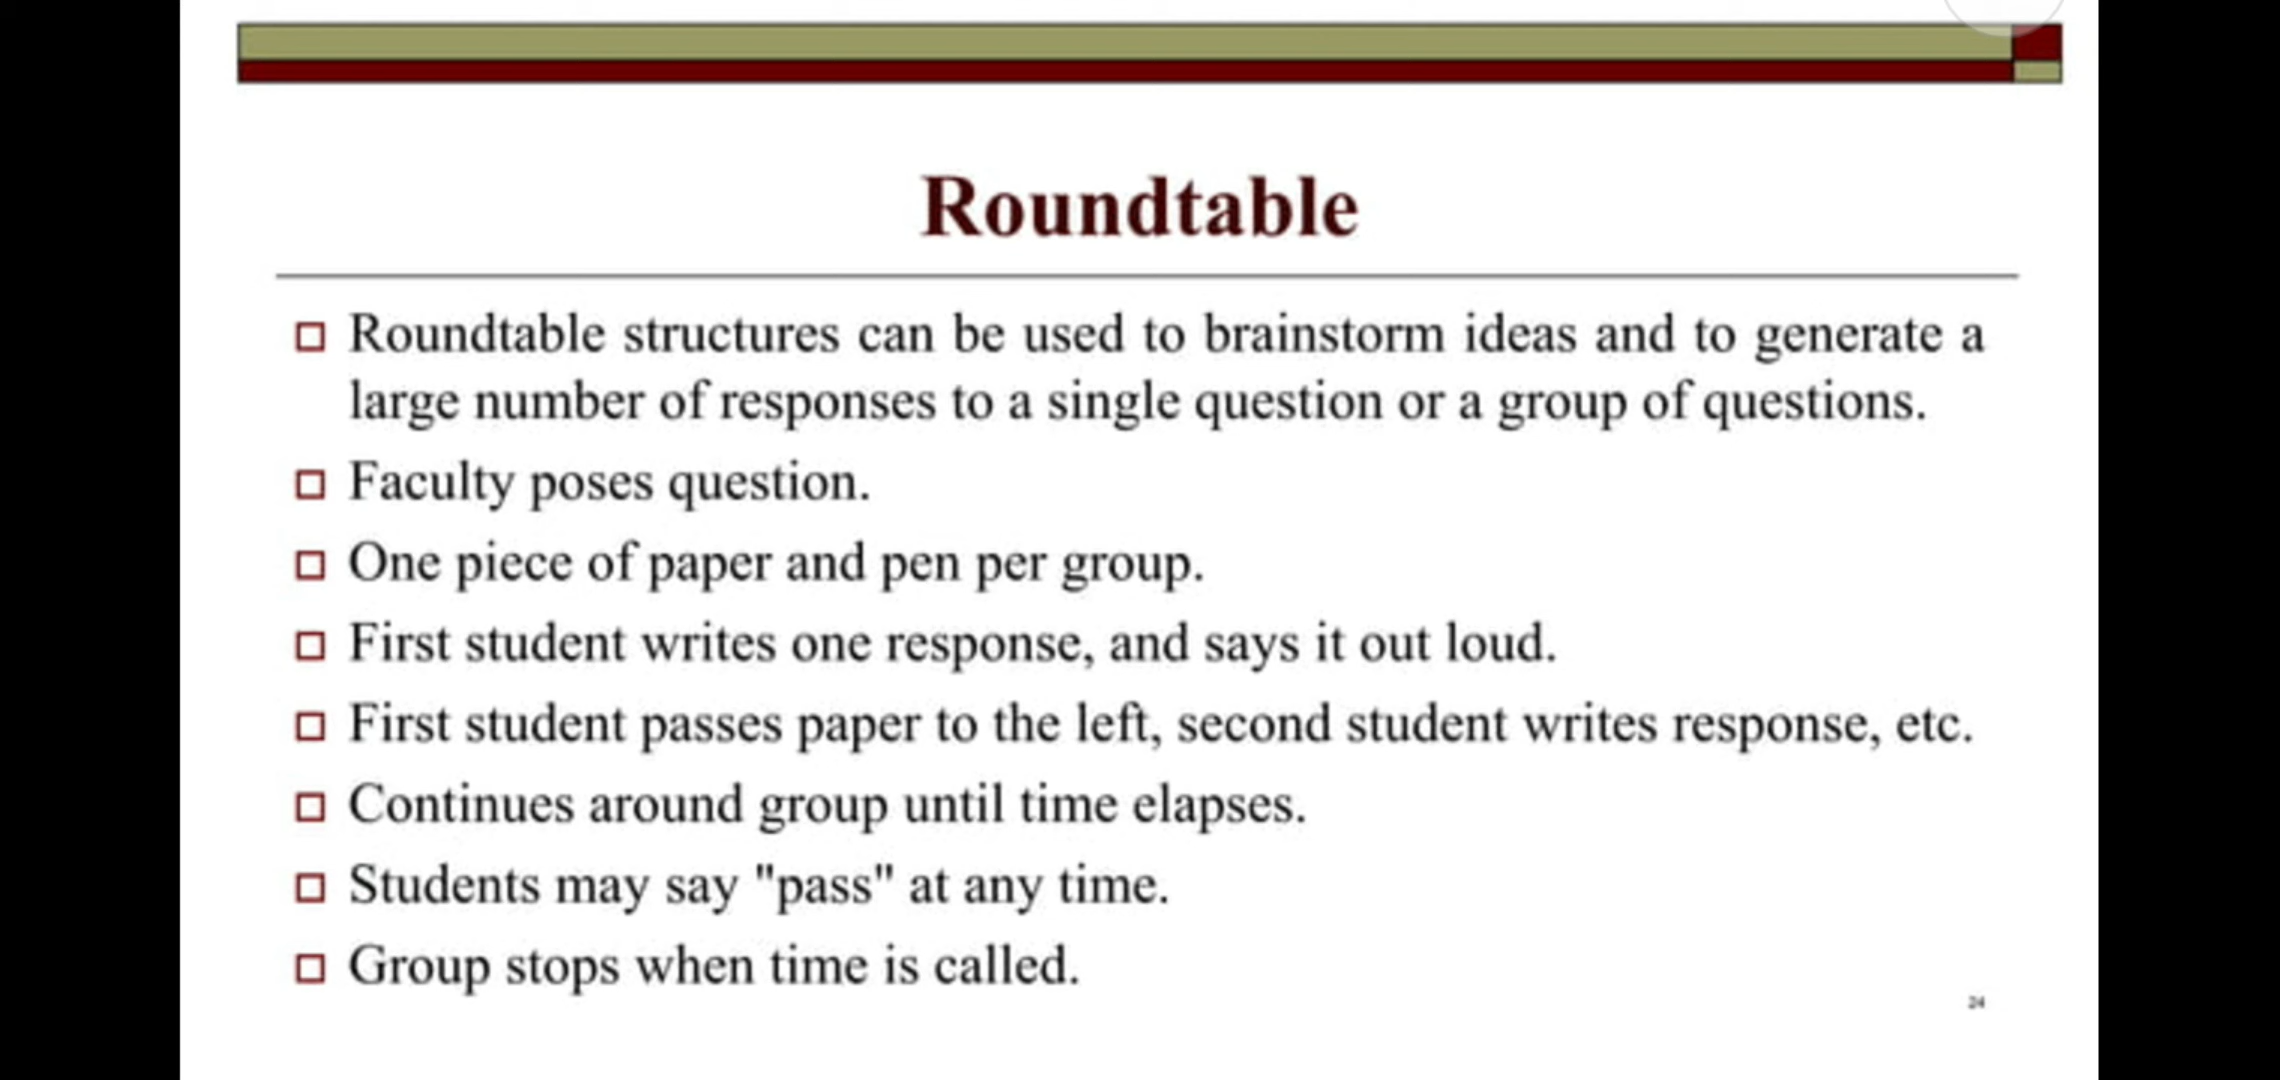 Roundtable
Roundtable structures can be used to brainstorm ideas and to generate a
large number of responses to a single question or a group of questions.
Faculty poses question.
One piece of paper and pen per group.
First student writes one response, and says it out loud.
First student passes paper to the left, second student writes response, etc.
Continues around group until time elapses.
Students may say "pass" at any time.
Group stops when time is called.
24